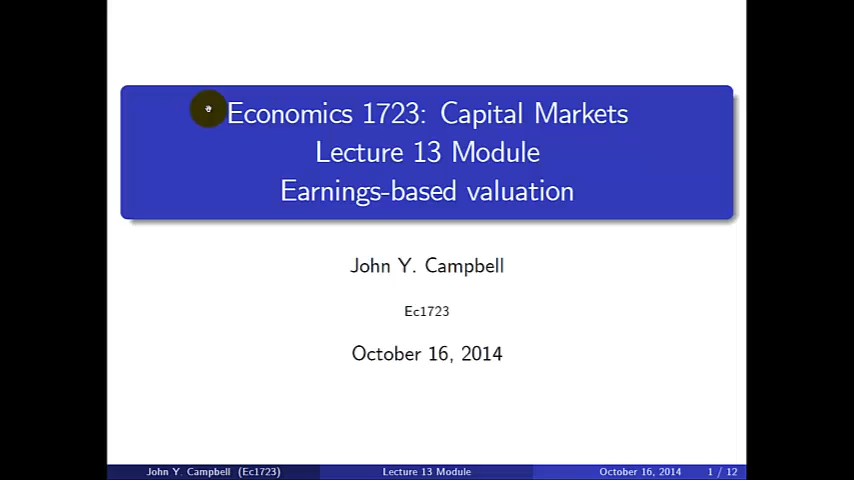 Economics 1723: Capital Markets
Lecture 13 Module
Earnings-based valuation
John Y. Campbell
Ec1723
October 16, 2014
John Y. Campbell (Ec1723) Lecture 13 Module October 16, 2014 1 / 12